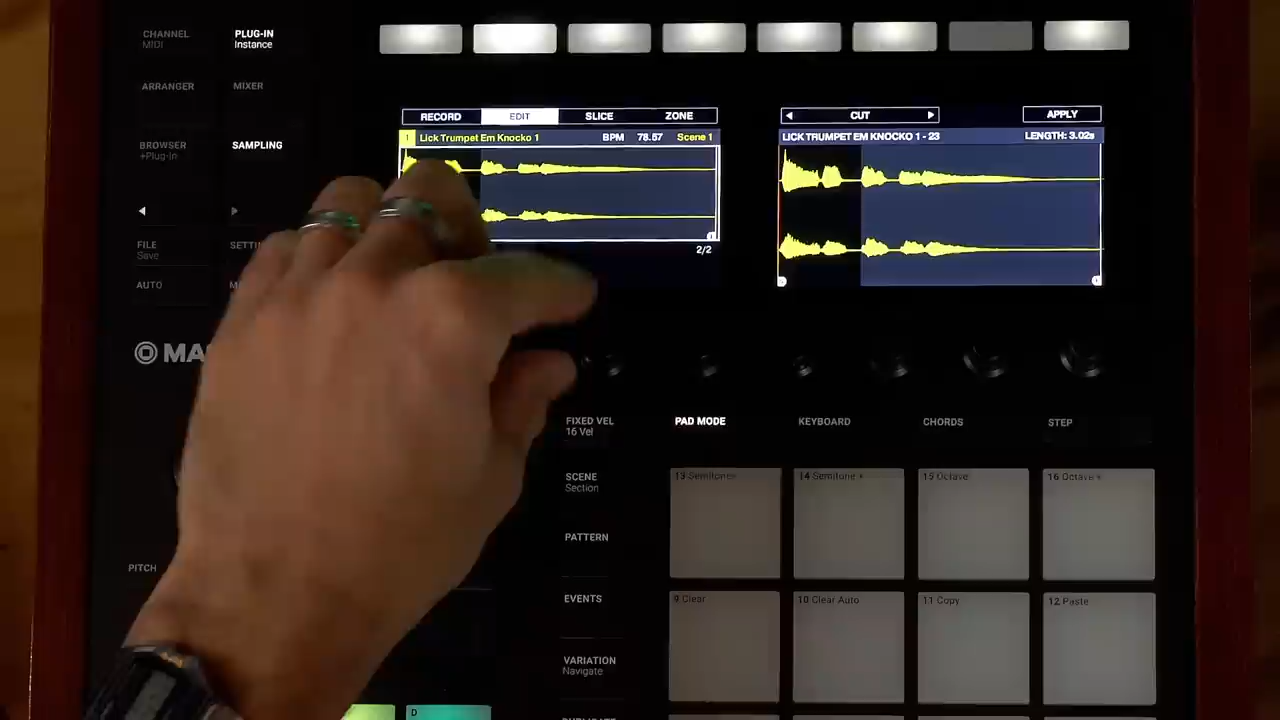 CHANNEL
MIDI
PLUG-IN
Instance
ARRANGER
MIXER
BROWSER
+Plug-in
SAMPLING
FILE
Save
AUTO
RECORD
EDIT
SLICE
ZONE
1
Lick Trumpet Em Knocko 1
BPM 78.57
Scene 1
2/2
CUT
APPLY
LICK TRUMPET EM KNOCKO 1 - 23
LENGTH: 3.02s
FIXED VEL
16 Vel
PAD MODE
KEYBOARD
CHORDS
STEP
SCENE
Section
PATTERN
EVENTS
VARIATION
Navigate
PITCH
13 Semitone-
14 Semitone +
15 Octave-
16 Octave +
9 Clear
10 Clear Auto
11 Copy
12 Paste
D